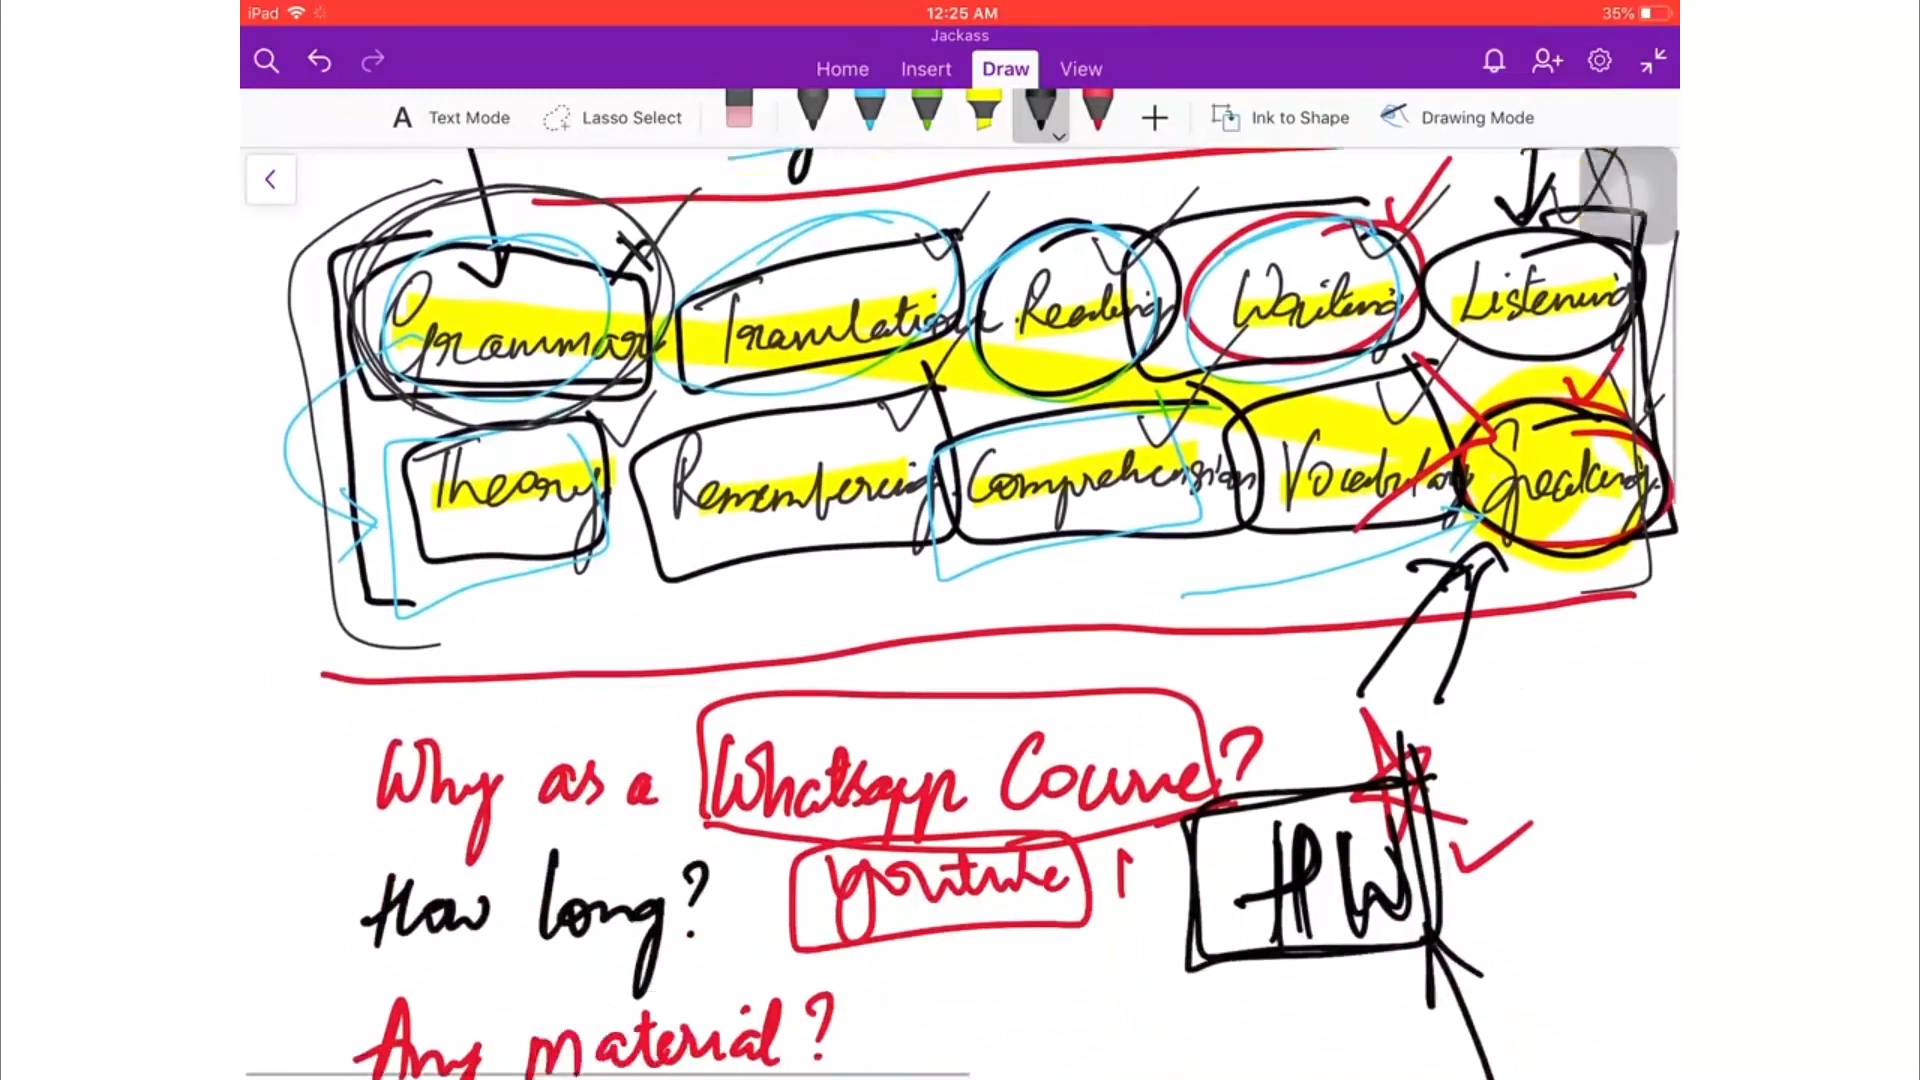 iPad 12:25 AM 35%
Jackass
Home Insert Draw View
A Text Mode Lasso Select Ink to Shape Drawing Mode
Grammar Translation Reading Writing Listening
Theory Remembering Comprehension Vocabulary Speaking
Why as a Whatsapp Course?
How long? youtube HW
Any material?